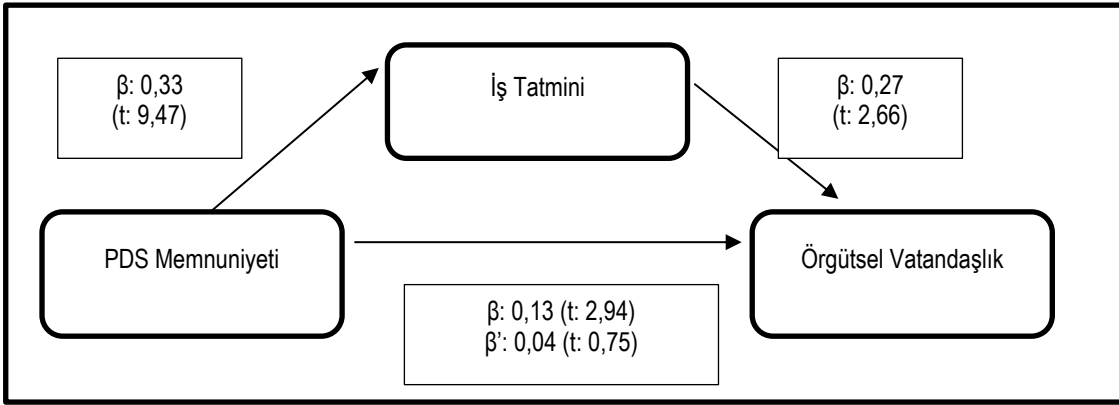 β: 0,33
(t: 9,47)
İş Tatmini
β: 0,27
(t: 2,66)
PDS Memnuniyeti
Örgütsel Vatandaşlık
β: 0,13 (t: 2,94)
β’: 0,04 (t: 0,75)